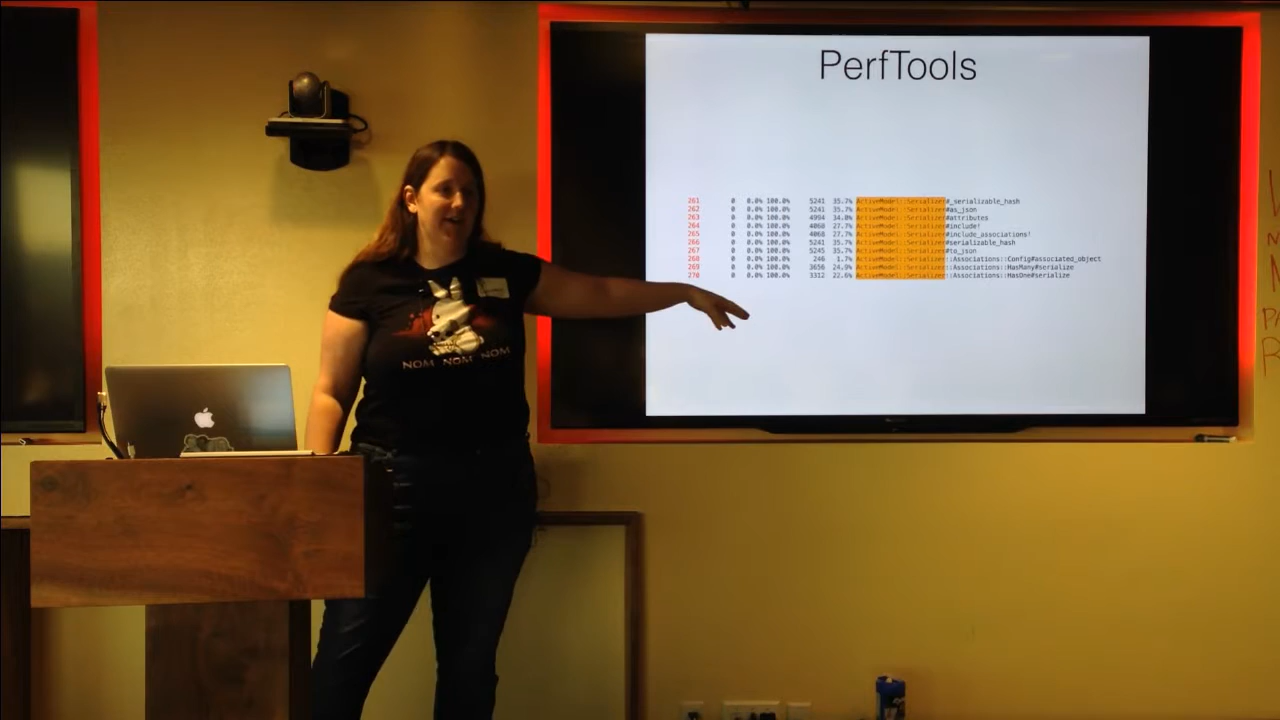 PerfTools
261 0 0.0% 100.0% 5241 35.7% ActiveModel::Serializer#_serializable_hash
262 0 0.0% 100.0% 5241 35.7% ActiveModel::Serializer#as_json
263 0 0.0% 100.0% 4994 34.0% ActiveModel::Serializer#attributes
264 0 0.0% 100.0% 4068 27.7% ActiveModel::Serializer#include!
265 0 0.0% 100.0% 4068 27.7% ActiveModel::Serializer#include_associations!
266 0 0.0% 100.0% 5241 35.7% ActiveModel::Serializer#serializable_hash
267 0 0.0% 100.0% 5245 35.7% ActiveModel::Serializer#to_json
268 0 0.0% 100.0% 246 1.7% ActiveModel::Serializer::Associations::Config#associated_object
269 0 0.0% 100.0% 3656 24.9% ActiveModel::Serializer::Associations::HasMany#serialize
270 0 0.0% 100.0% 3312 22.6% ActiveModel::Serializer::Associations::HasOne#serialize
NOM NOM NOM